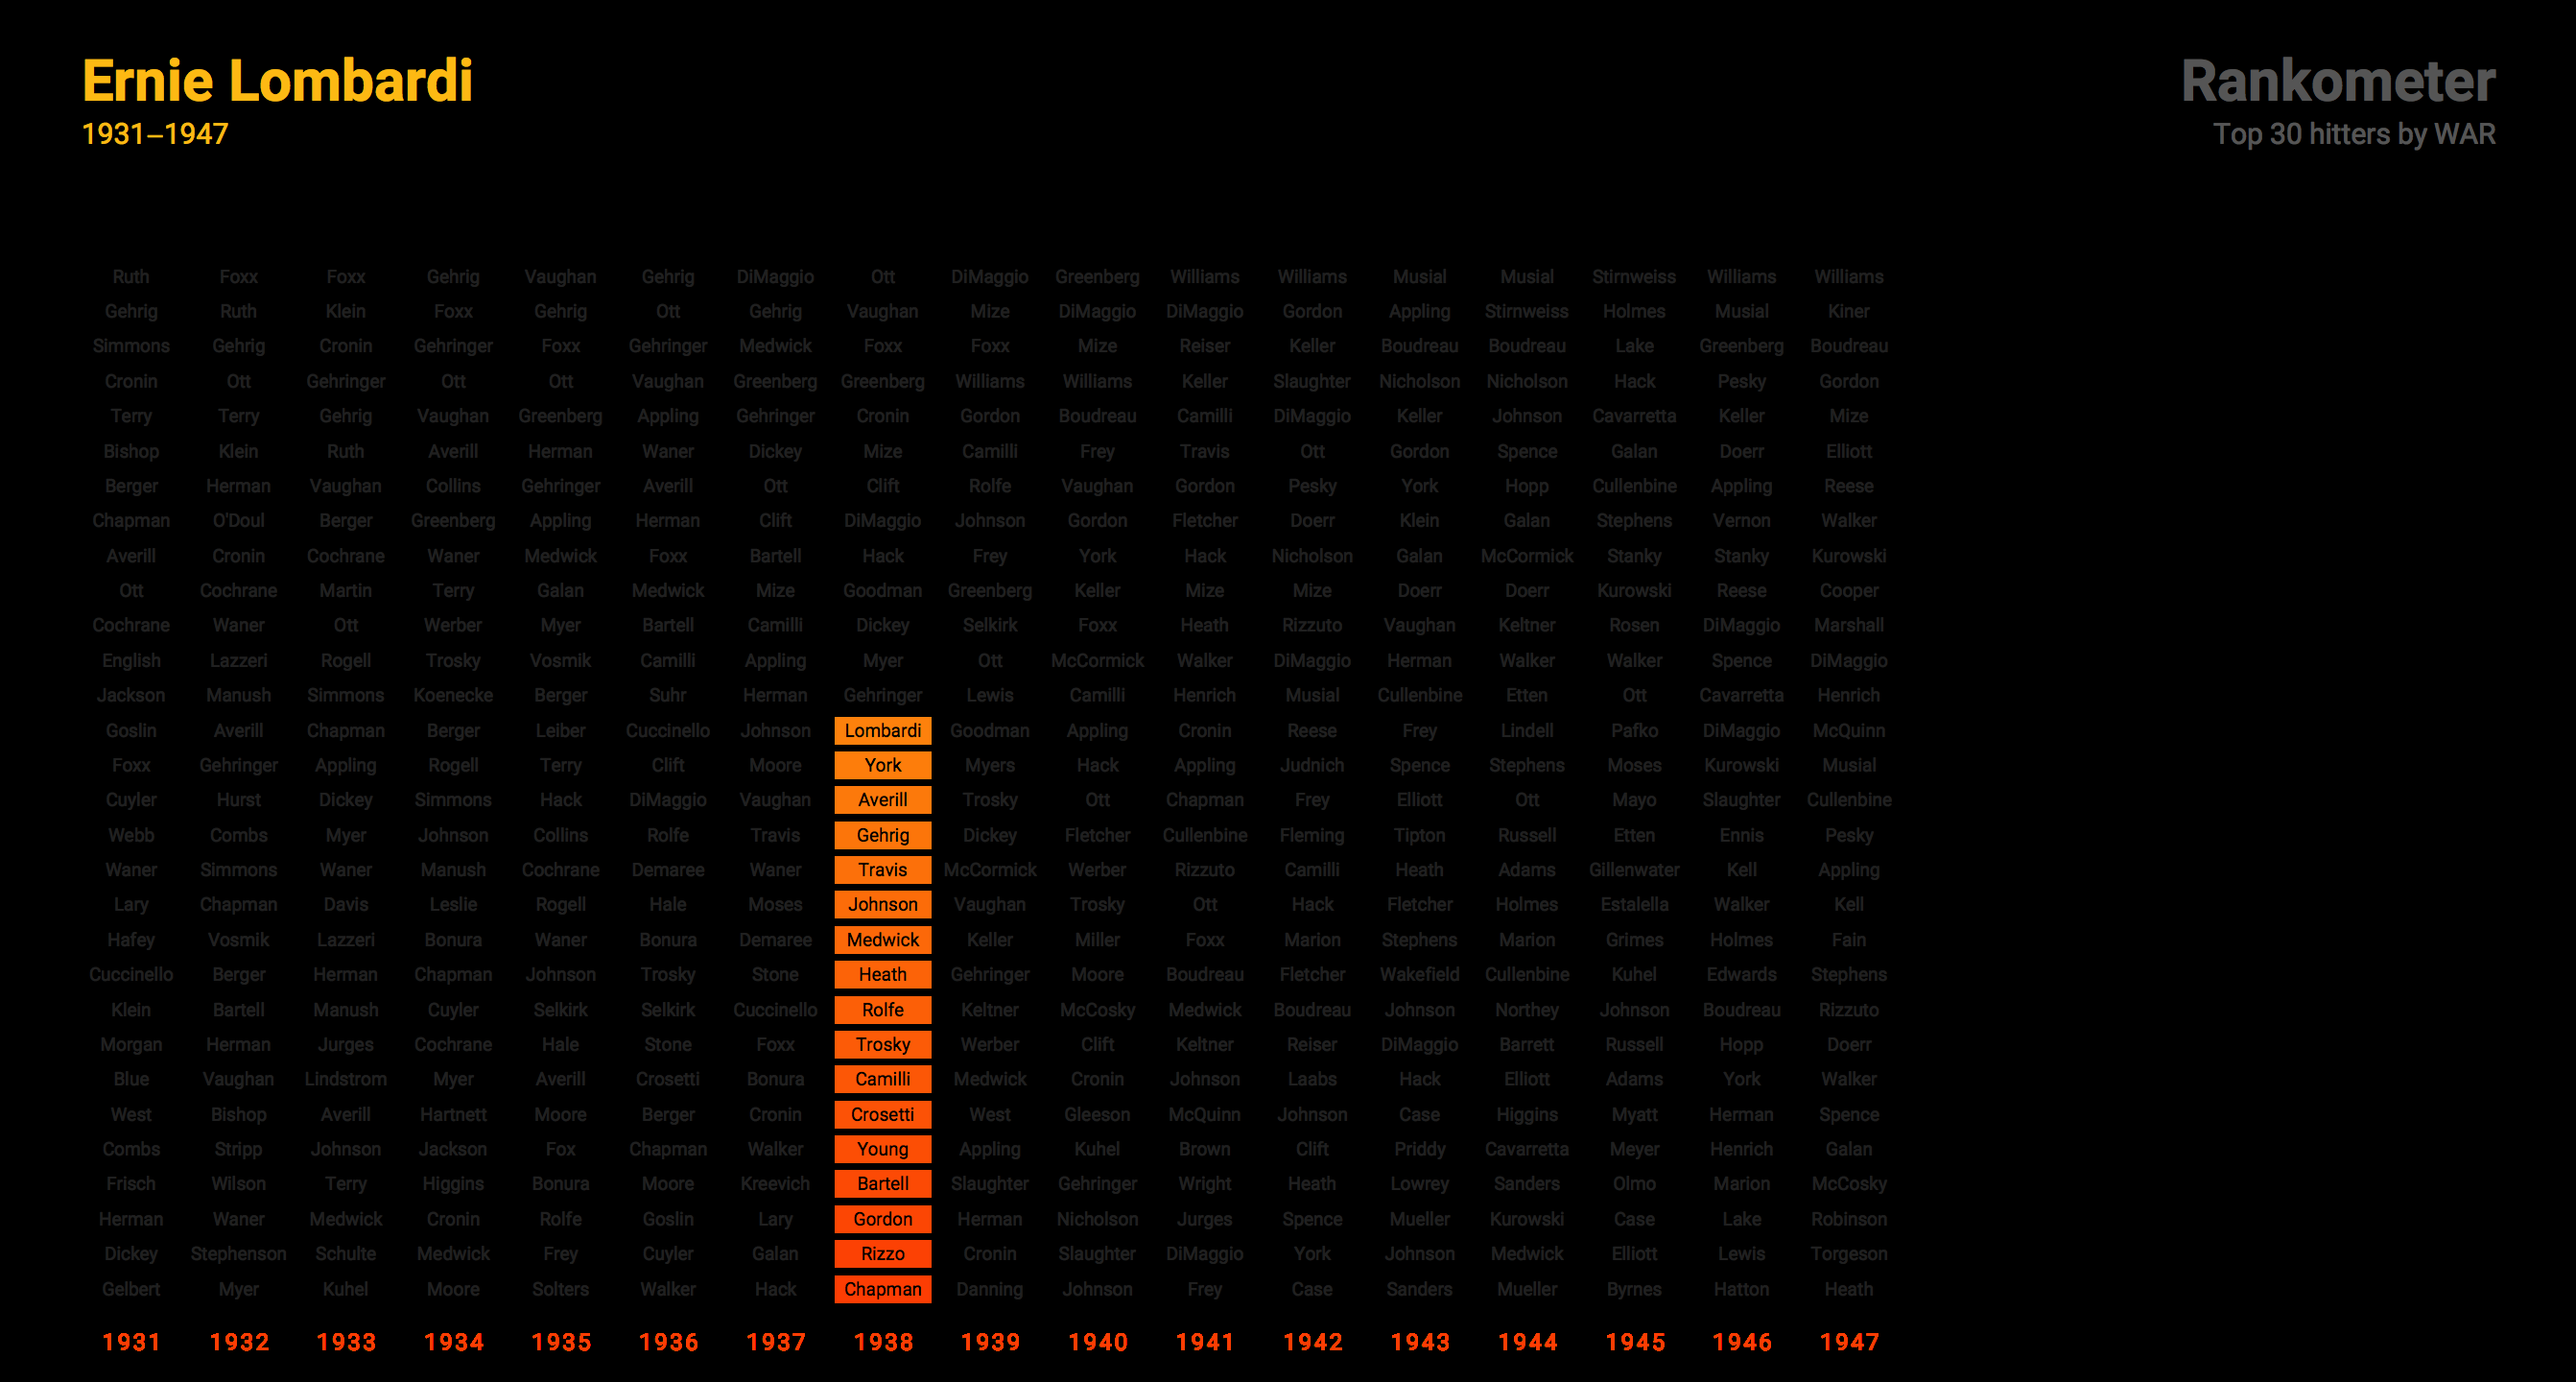 Ernie Lombardi
1931–1947
Rankometer
Top 30 hitters by WAR
Ruth Foxx Foxx Gehrig Vaughan Gehrig DiMaggio Ott DiMaggio Greenberg Williams Williams Musial Musial Stirnweiss Williams Williams
Gehrig Ruth Klein Foxx Gehrig Ott Gehrig Vaughan Mize DiMaggio DiMaggio Gordon Appling Stirnweiss Holmes Musial Kiner
Simmons Gehrig Cronin Gehringer Foxx Gehringer Medwick Foxx Foxx Mize Reiser Keller Boudreau Boudreau Lake Greenberg Boudreau
Cronin Ott Gehringer Ott Ott Vaughan Greenberg Greenberg Williams Williams Keller Slaughter Nicholson Nicholson Hack Pesky Gordon
Terry Terry Gehrig Vaughan Greenberg Appling Gehringer Cronin Gordon Boudreau Camilli DiMaggio Keller Johnson Cavarretta Keller Mize
Bishop Klein Ruth Averill Herman Waner Dickey Mize Camilli Frey Travis Ott Gordon Spence Galan Doerr Elliott
Berger Herman Vaughan Collins Gehringer Averill Ott Clift Rolfe Vaughan Gordon Pesky York Hopp Cullenbine Appling Reese
Chapman O'Doul Berger Greenberg Appling Herman Clift DiMaggio Johnson Gordon Fletcher Doerr Klein Galan Stephens Vernon Walker
Averill Cronin Cochrane Waner Medwick Foxx Bartell Hack Frey York Hack Nicholson Galan McCormick Stanky Stanky Kurowski
Ott Cochrane Martin Terry Galan Medwick Mize Goodman Greenberg Keller Mize Mize Doerr Doerr Kurowski Reese Cooper
Cochrane Waner Ott Werber Myer Bartell Camilli Dickey Selkirk Foxx Heath Rizzuto Vaughan Keltner Rosen DiMaggio Marshall
English Lazzeri Rogell Trosky Vosmik Camilli Appling Myer Ott McCormick Walker DiMaggio Herman Walker Walker Spence DiMaggio
Jackson Manush Simmons Koenecke Berger Suhr Herman Gehringer Lewis Camilli Henrich Musial Cullenbine Etten Ott Cavarretta Henrich
Goslin Averill Chapman Berger Leiber Cuccinello Johnson Lombardi Goodman Appling Cronin Reese Frey Lindell Pafko DiMaggio McQuinn
Foxx Gehringer Appling Rogell Terry Clift Moore York Myers Hack Appling Judnich Spence Stephens Moses Kurowski Musial
Cuyler Hurst Dickey Simmons Hack DiMaggio Vaughan Averill Trosky Ott Chapman Frey Elliott Ott Mayo Slaughter Cullenbine
Webb Combs Myer Johnson Collins Rolfe Travis Gehrig Dickey Fletcher Cullenbine Fleming Tipton Russell Etten Ennis Pesky
Waner Simmons Waner Manush Cochrane Demaree Waner Travis McCormick Werber Rizzuto Camilli Heath Adams Gillenwater Kell Appling
Lary Chapman Davis Leslie Rogell Hale Moses Johnson Vaughan Trosky Ott Hack Fletcher Holmes Estalella Walker Kell
Hafey Vosmik Lazzeri Bonura Waner Bonura Demaree Medwick Keller Miller Foxx Marion Stephens Marion Grimes Holmes Fain
Cuccinello Berger Herman Chapman Johnson Trosky Stone Heath Gehringer Moore Boudreau Fletcher Wakefield Cullenbine Kuhel Edwards Stephens
Klein Bartell Manush Cuyler Selkirk Selkirk Cuccinello Rolfe Keltner McCosky Medwick Boudreau Johnson Northey Johnson Boudreau Rizzuto
Morgan Herman Jurges Cochrane Hale Stone Foxx Trosky Werber Clift Keltner Reiser DiMaggio Barrett Russell Hopp Doerr
Blue Vaughan Lindstrom Myer Averill Crosetti Bonura Camilli Medwick Cronin Johnson Laabs Hack Elliott Adams York Walker
West Bishop Averill Hartnett Moore Berger Cronin Crosetti West Gleeson McQuinn Johnson Case Higgins Myatt Herman Spence
Combs Stripp Johnson Jackson Fox Chapman Walker Young Appling Kuhel Brown Clift Priddy Cavarretta Meyer Henrich Galan
Frisch Wilson Terry Higgins Bonura Moore Kreevich Bartell Slaughter Gehringer Wright Heath Lowrey Sanders Olmo Marion McCosky
Herman Waner Medwick Cronin Rolfe Goslin Lary Gordon Herman Nicholson Jurges Spence Mueller Kurowski Case Lake Robinson
Dickey Stephenson Schulte Medwick Frey Cuyler Galan Rizzo Cronin Slaughter DiMaggio York Johnson Medwick Elliott Lewis Torgeson
Gelbert Myer Kuhel Moore Solters Walker Hack Chapman Danning Johnson Frey Case Sanders Mueller Byrnes Hatton Heath
1931 1932 1933 1934 1935 1936 1937 1938 1939 1940 1941 1942 1943 1944 1945 1946 1947